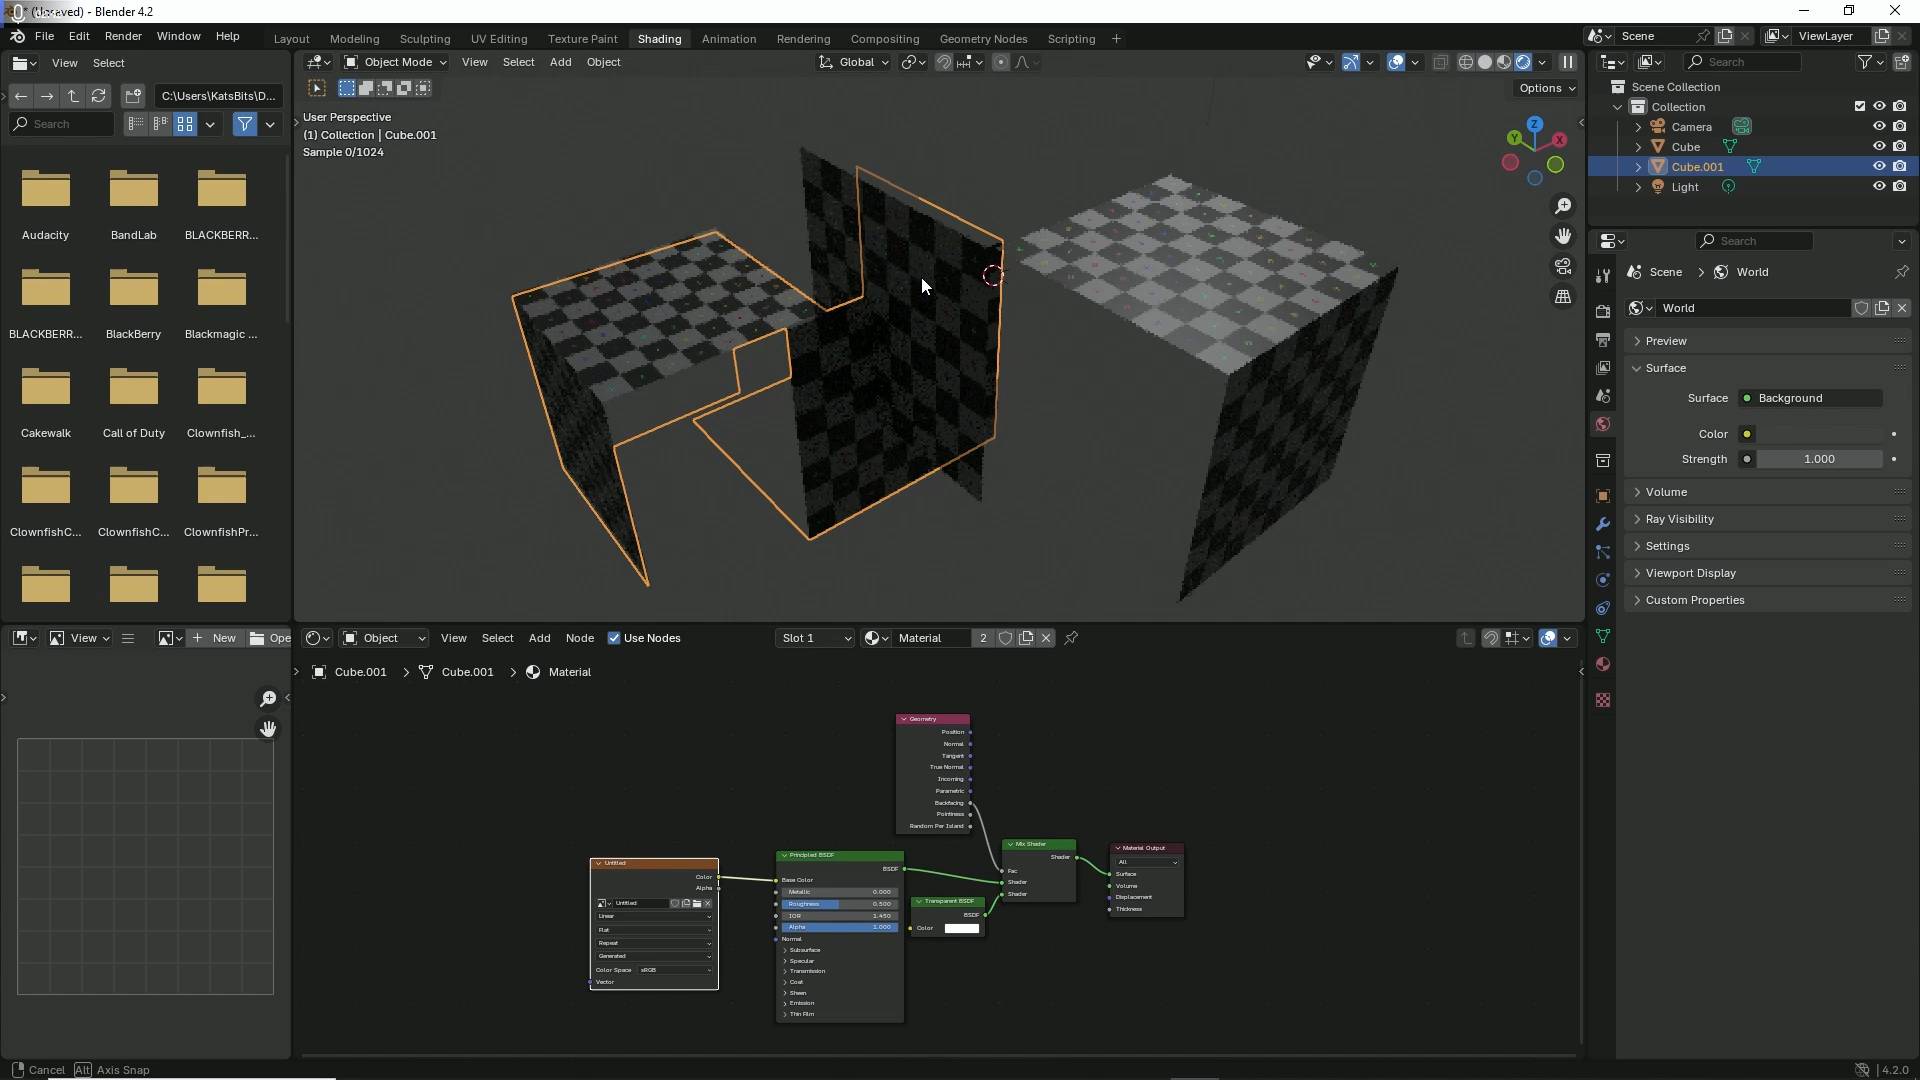 * (Unsaved) - Blender 4.2
File Edit Render Window Help
Layout Modeling Sculpting UV Editing Texture Paint Shading Animation Rendering Compositing Geometry Nodes Scripting +
Scene
ViewLayer
View Select
C:\Users\KatsBits\D...
Search
Audacity BandLab BLACKBERR...
BLACKBERR... BlackBerry Blackmagic ...
Cakewalk Call of Duty Clownfish_...
ClownfishC... ClownfishC... ClownfishPr...
Object Mode View Select Add Object
Global
Options
User Perspective
(1) Collection | Cube.001
Sample 0/1024
Z
Y
X
Search
Scene Collection
Collection
Camera
Cube
Cube.001
Light
Search
Scene > World
World
Preview
Surface
Surface Background
Color
Strength 1.000
Volume
Ray Visibility
Settings
Viewport Display
Custom Properties
View
New
Ope
Object View Select Add Node Use Nodes
Slot 1
Material 2
Cube.001 > Cube.001 > Material
Geometry
Position
Normal
Tangent
True Normal
Incoming
Parametric
Backfacing
Pointiness
Random Per Island
Untitled
Color
Alpha
Untitled
Linear
Flat
Repeat
Generated
Color Space sRGB
Vector
Principled BSDF
BSDF
Base Color
Metallic 0.000
Roughness 0.500
IOR 1.450
Alpha 1.000
Normal
Subsurface
Specular
Transmission
Coat
Sheen
Emission
Thin Film
Transparent BSDF
BSDF
Color
Mix Shader
Shader
Fac
Shader
Shader
Material Output
All
Surface
Volume
Displacement
Thickness
Cancel Alt Axis Snap
4.2.0